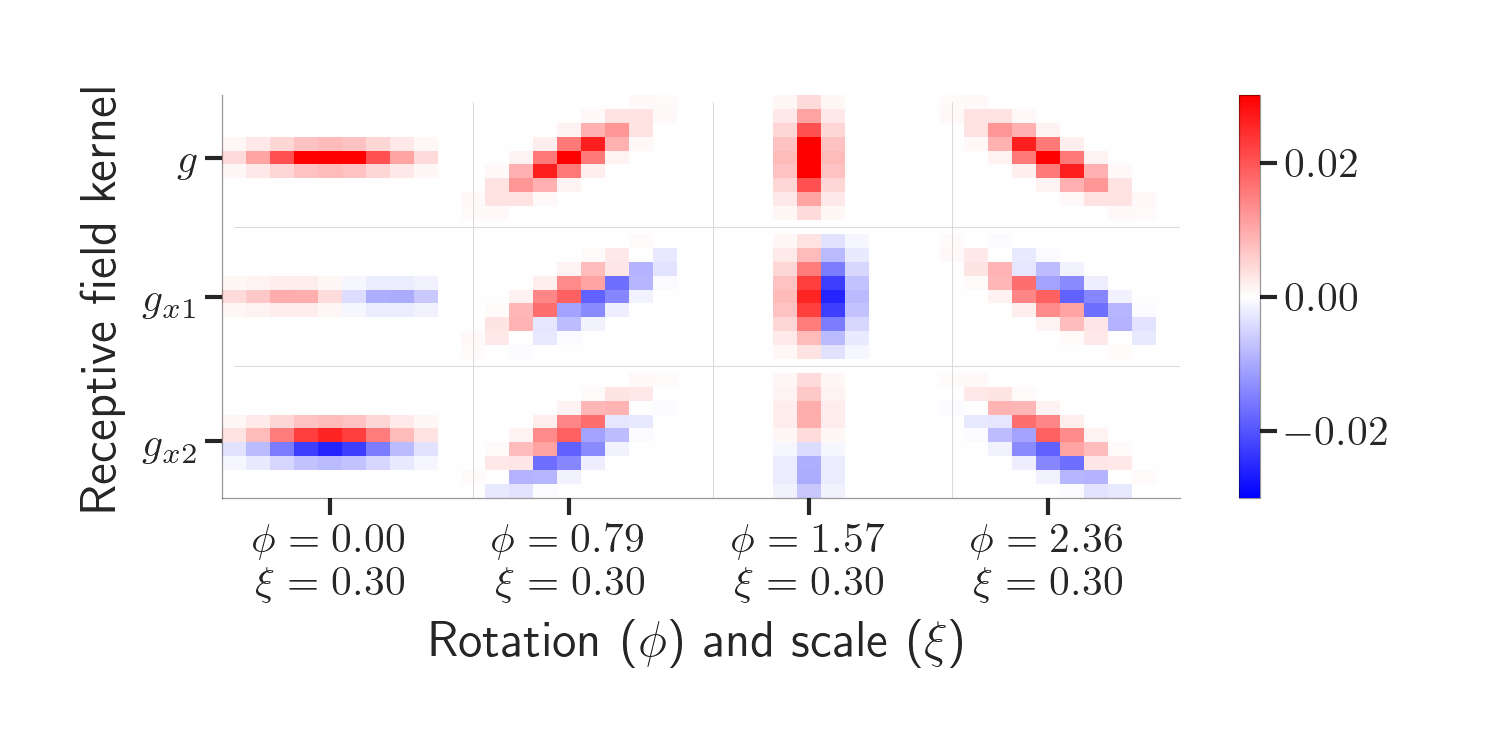 Receptive field kernel
g
g_{x1}
g_{x2}
ϕ = 0.00
ξ = 0.30
ϕ = 0.79
ξ = 0.30
ϕ = 1.57
ξ = 0.30
ϕ = 2.36
ξ = 0.30
Rotation (ϕ) and scale (ξ)
0.02
0.00
−0.02